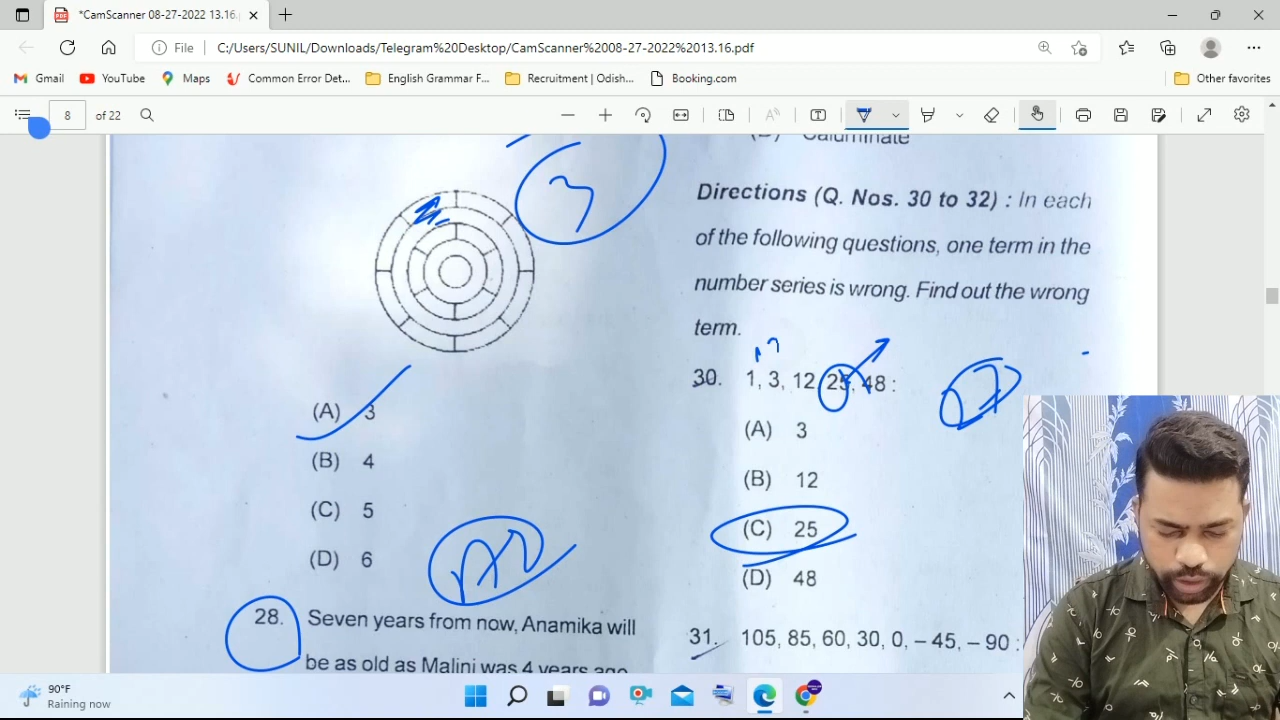 *CamScanner 08-27-2022 13.16.
File C:/Users/SUNIL/Downloads/Telegram%20Desktop/CamScanner%2008-27-2022%2013.16.pdf
Gmail YouTube Maps Common Error Det... English Grammar F... Recruitment | Odish... Booking.com Other favorites
8 of 22
3
(A) 3
(B) 4
(C) 5
(D) 6
28. Seven years from now, Anamika will
be as old as Malini was 4 years ago
Calumniate
Directions (Q. Nos. 30 to 32) : In each
of the following questions, one term in the
number series is wrong. Find out the wrong
term.
30. 1, 3, 12, 25, 48 :
(A) 3
(B) 12
(C) 25
(D) 48
31. 105, 85, 60, 30, 0, – 45, – 90 :
90°F
Raining now